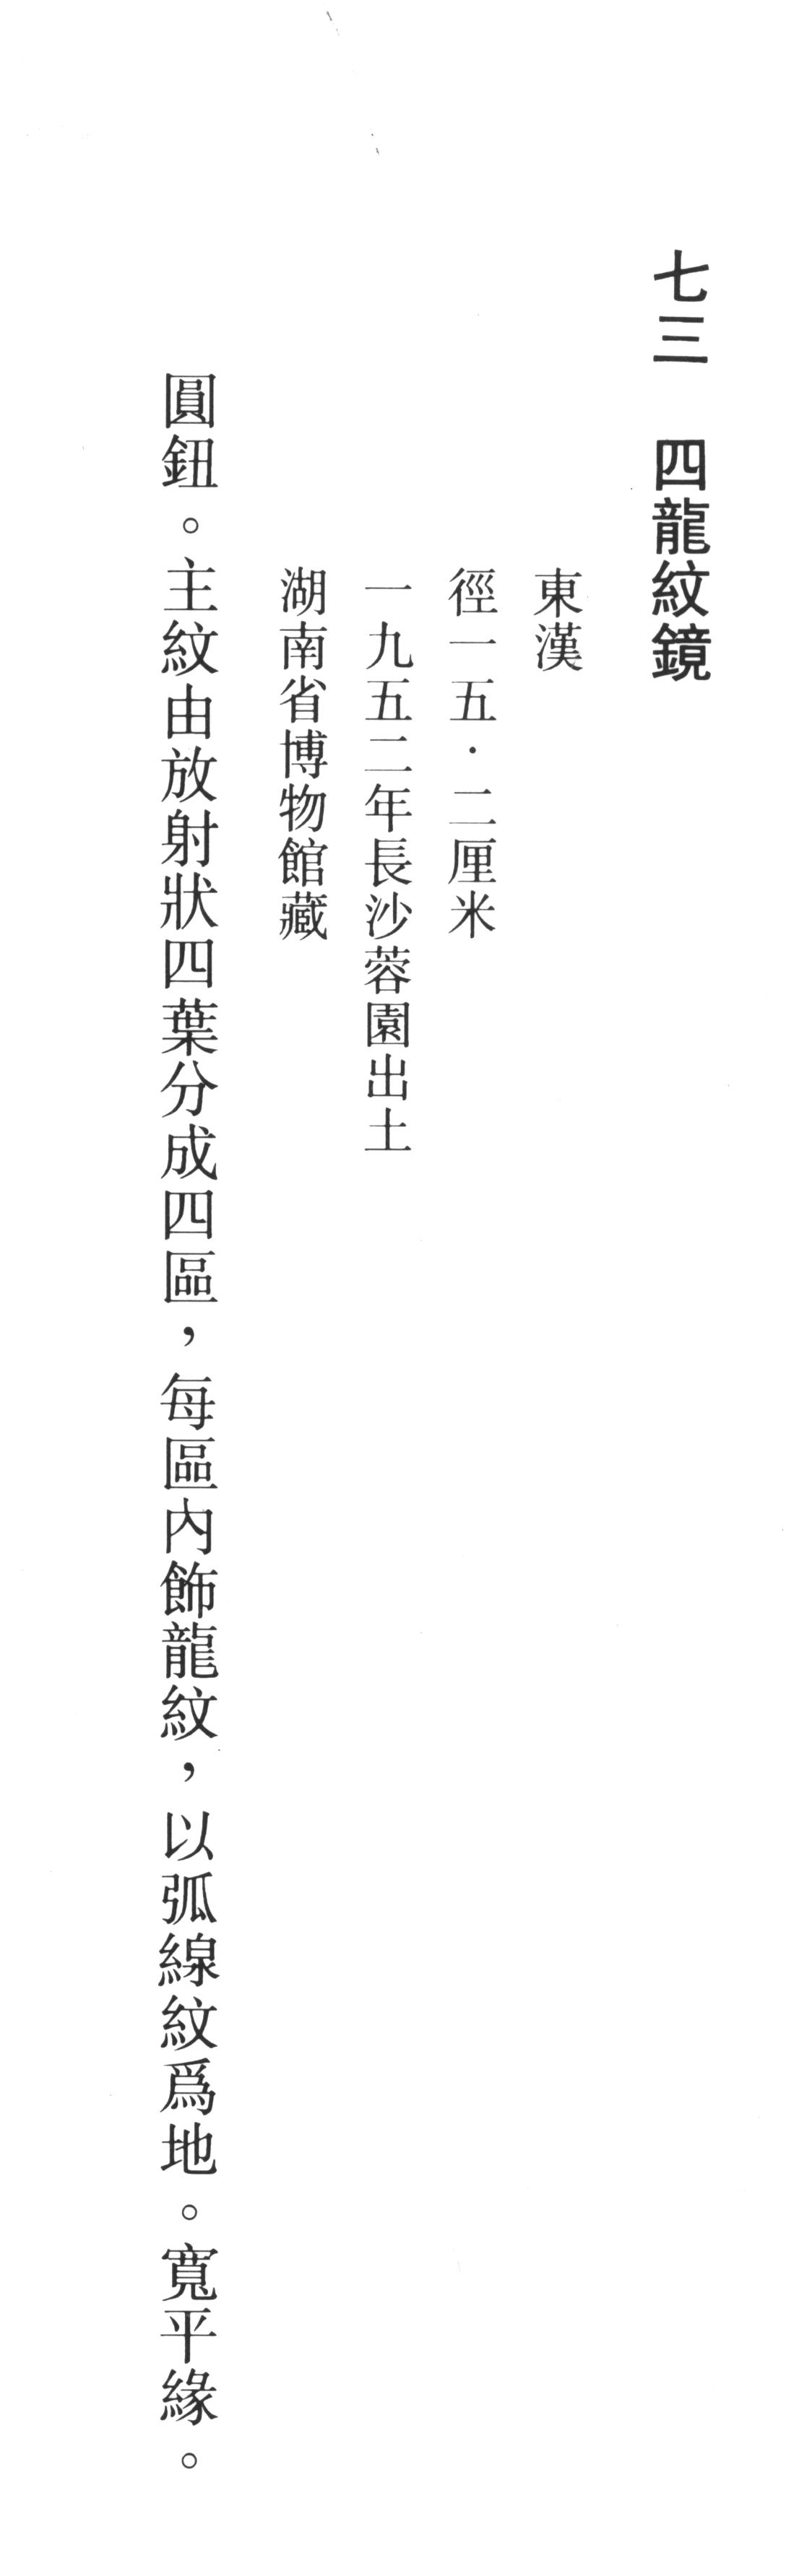 七三　四龍紋鏡
東漢
徑一五·二厘米
一九五二年長沙蓉園出土
湖南省博物館藏
圓鈕。主紋由放射狀四葉分成四區，每區內飾龍紋，以弧線紋爲地。寬平緣。